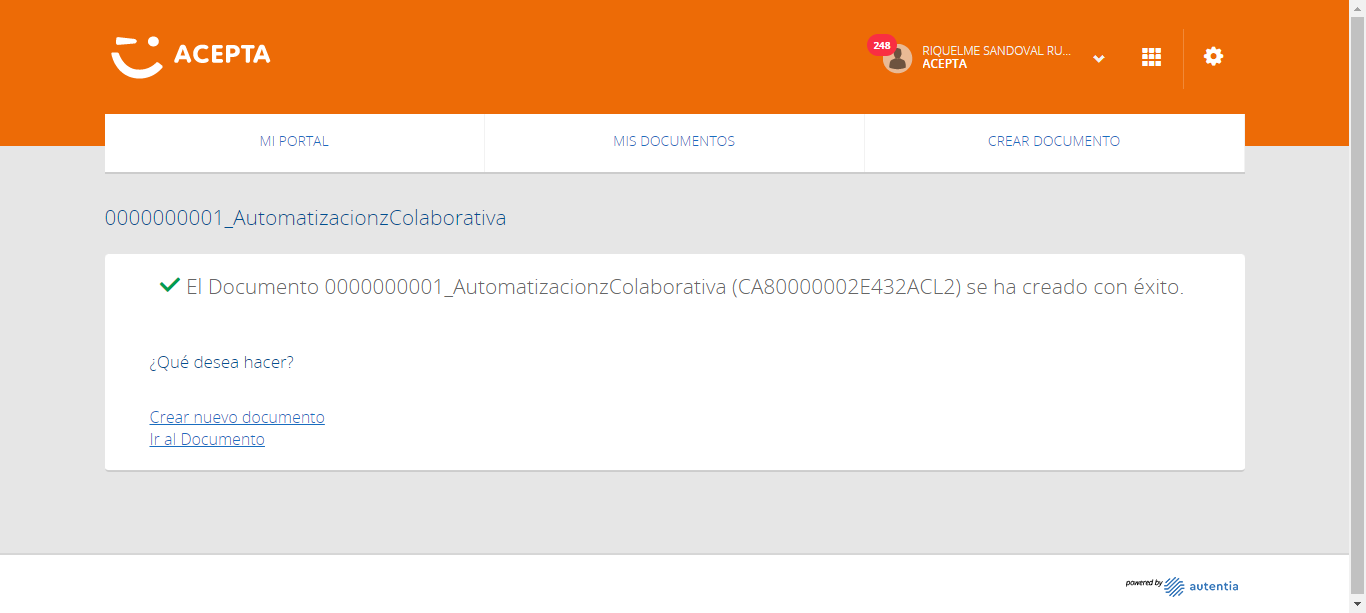 ACEPTA
248
RIQUELME SANDOVAL RU...
ACEPTA
MI PORTAL
MIS DOCUMENTOS
CREAR DOCUMENTO
0000000001_AutomatizacionzColaborativa
El Documento 0000000001_AutomatizacionzColaborativa (CA80000002E432ACL2) se ha creado con éxito.
¿Qué desea hacer?
Crear nuevo documento
Ir al Documento
powered by autentia